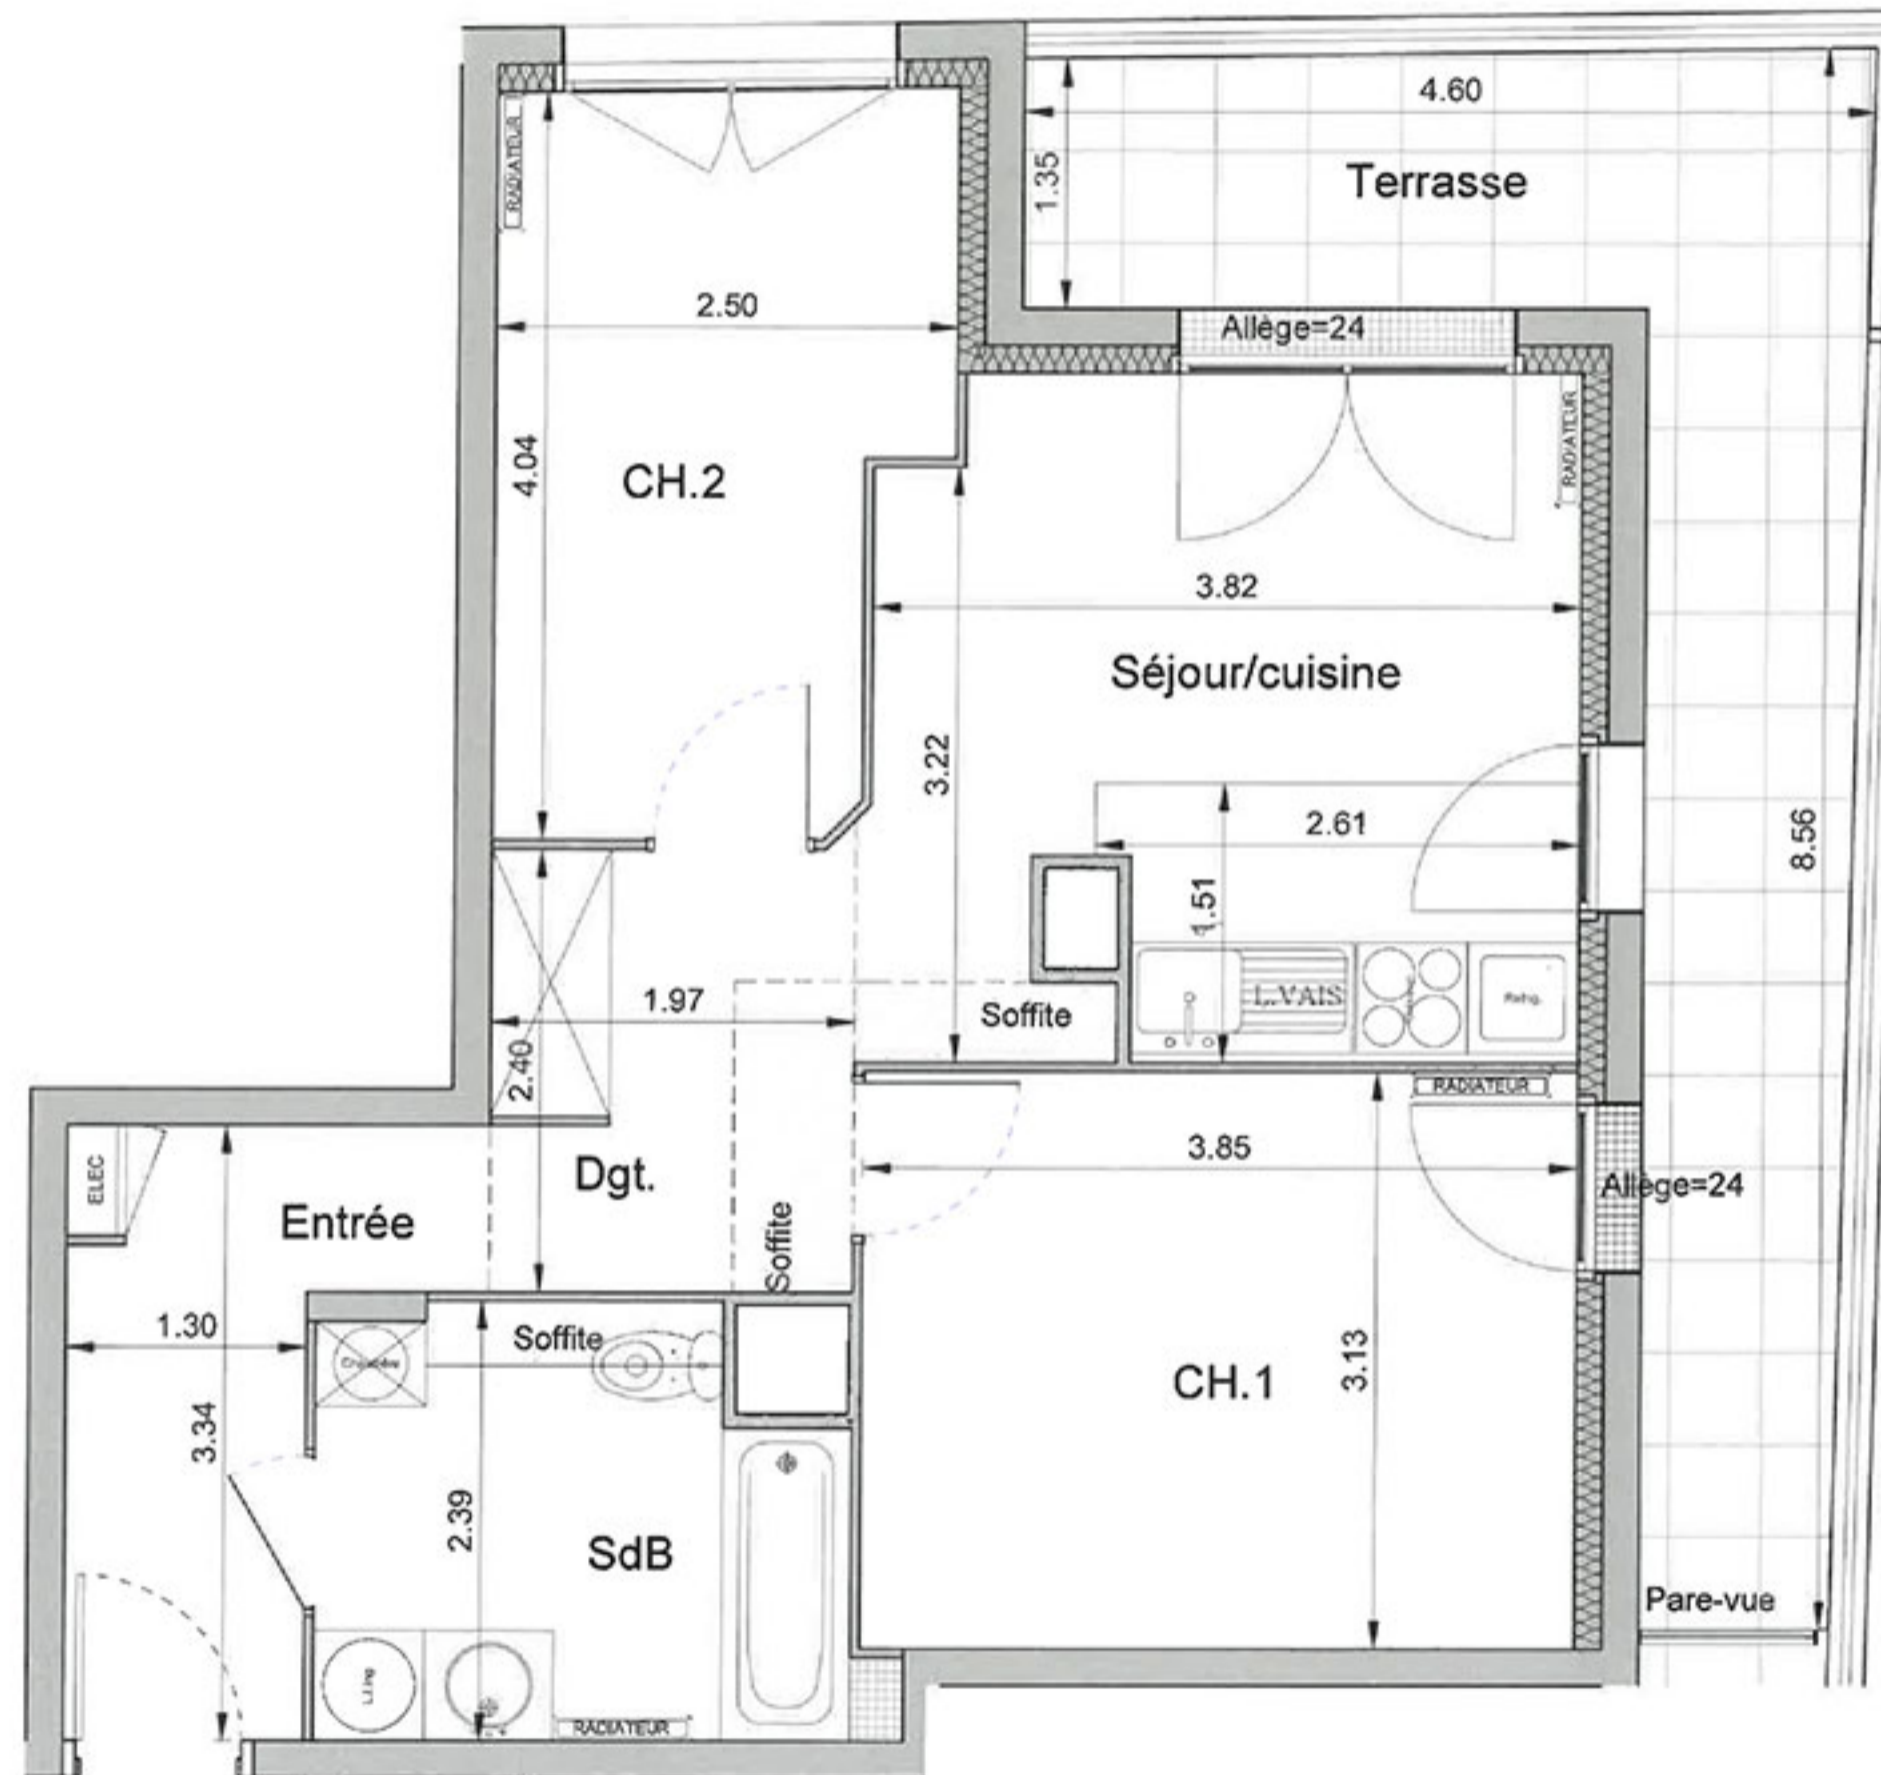 4.60
RADIATEUR
1.35
Terrasse
2.50
Allège=24
RADIATEUR
4.04
CH.2
3.82
Séjour/cuisine
3.22
2.61
8.56
1.51
1.97
Soffite
L.VAIS
Refrig.
2.40
RADIATEUR
3.85
ELEC
Dgt.
Allège=24
Entrée
Soffite
1.30
Soffite
3.13
CH.1
3.34
2.39
SdB
Pare-vue
L.Ling
RADIATEUR